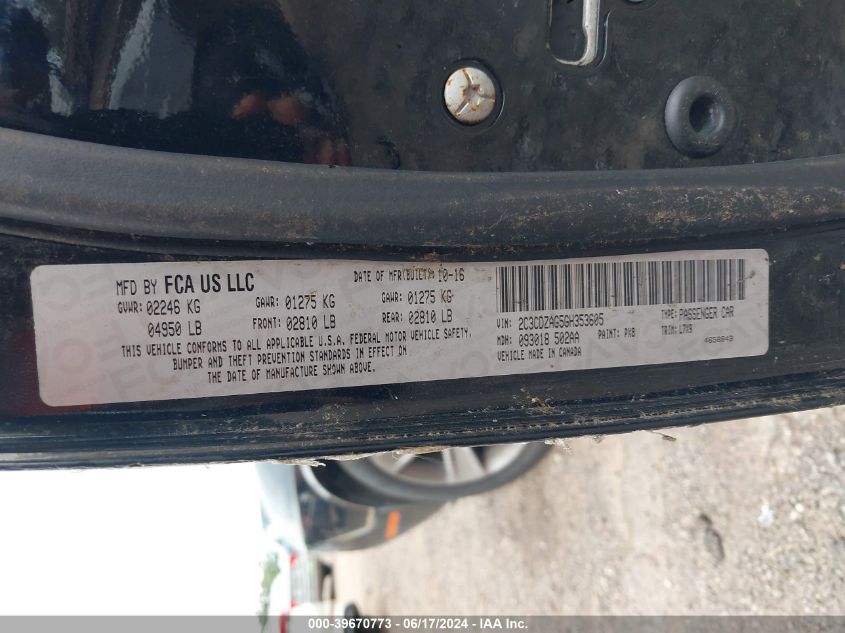 MFD BY FCA US LLC
DATE OF MFR(BUILT): 10-16
GVWR: 02246 KG
GAWR: 01275 KG
GAWR: 01275 KG
04950 LB
FRONT: 02810 LB
REAR: 02810 LB
THIS VEHICLE CONFORMS TO ALL APPLICABLE U.S.A. FEDERAL MOTOR VEHICLE SAFETY,
BUMPER AND THEFT PREVENTION STANDARDS IN EFFECT ON
THE DATE OF MANUFACTURE SHOWN ABOVE.
VIN: 2C3CDZAG5GH353605
TYPE: PASSENGER CAR
MDH: 093018 502AA
PAINT: PX8
TRIM: L7X9
VEHICLE MADE IN CANADA
4658843
000-39670773 - 06/17/2024 - IAA Inc.